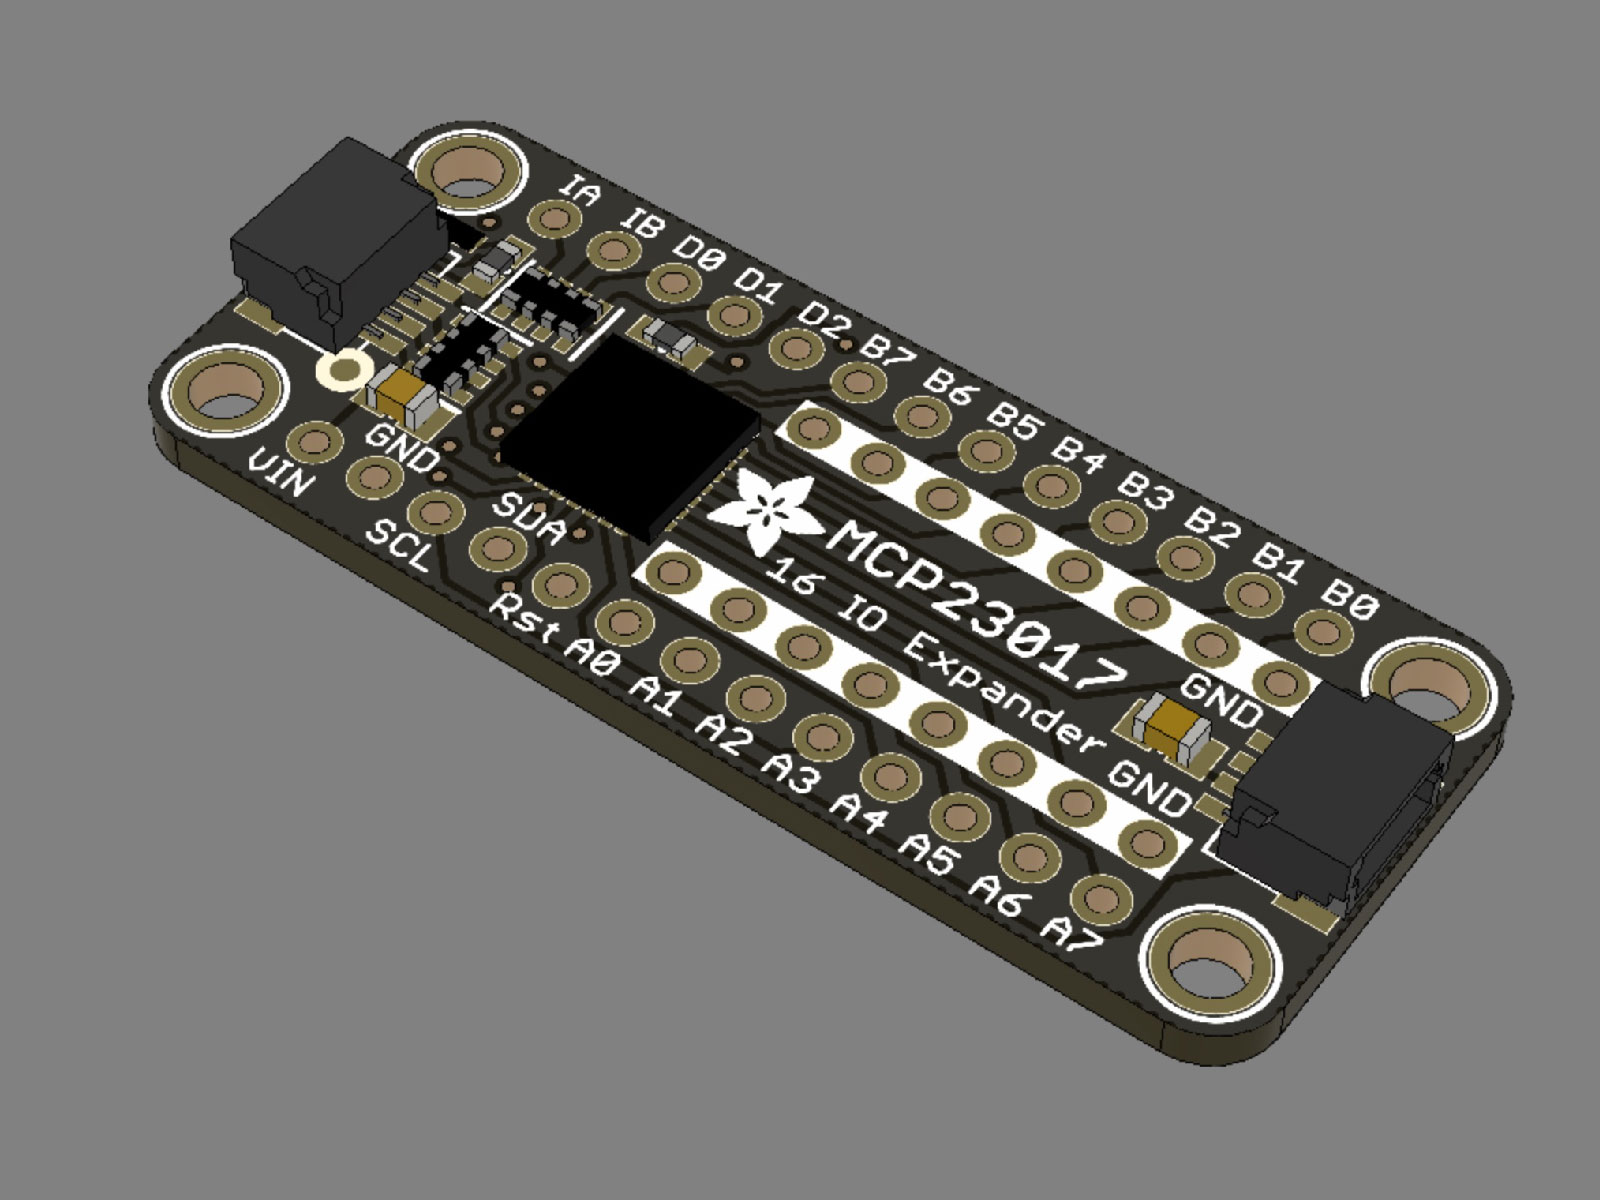 IA
IB
D0
D1
D2
B7
B6
B5
B4
B3
B2
B1
B0
VIN
GND
SCL
SDA
Rst
A0
A1
A2
A3
A4
A5
A6
A7
MCP23017
16 IO Expander
GND
GND